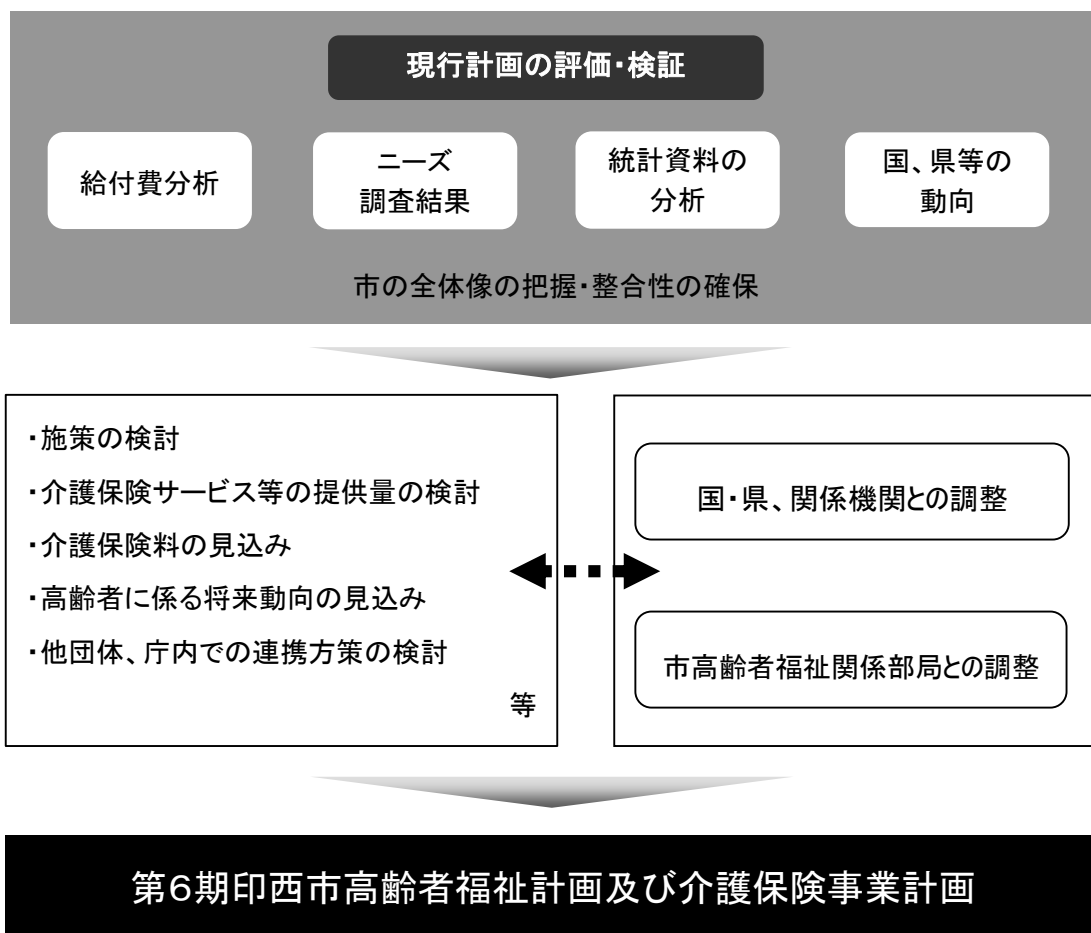 現行計画の評価・検証
給付費分析
ニーズ
調査結果
統計資料の
分析
国、県等の
動向
市の全体像の把握・整合性の確保
・施策の検討
・介護保険サービス等の提供量の検討
・介護保険料の見込み
・高齢者に係る将来動向の見込み
・他団体、庁内での連携方策の検討
等
国・県、関係機関との調整
市高齢者福祉関係部局との調整
第6期印西市高齢者福祉計画及び介護保険事業計画